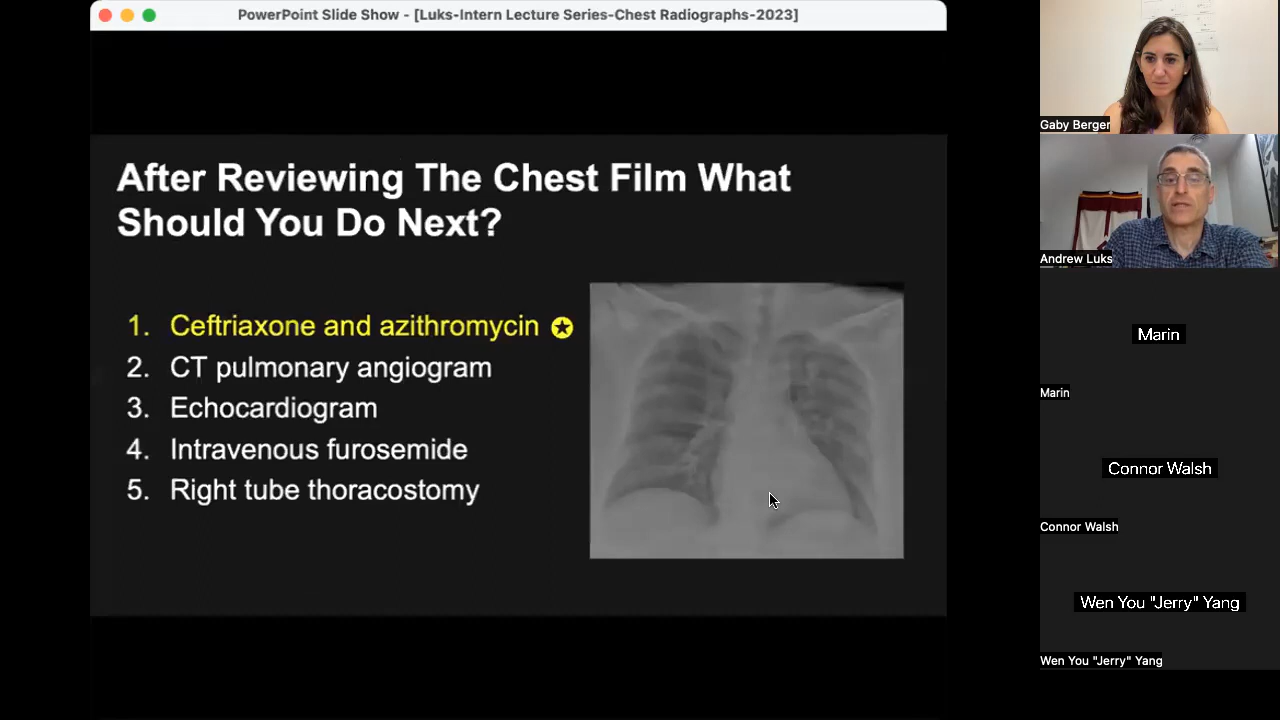 PowerPoint Slide Show - [Luks-Intern Lecture Series-Chest Radiographs-2023]
After Reviewing The Chest Film What
Should You Do Next?
1. Ceftriaxone and azithromycin
2. CT pulmonary angiogram
3. Echocardiogram
4. Intravenous furosemide
5. Right tube thoracostomy
Gaby Berger
Andrew Luks
Marin
Marin
Connor Walsh
Connor Walsh
Wen You "Jerry" Yang
Wen You "Jerry" Yang